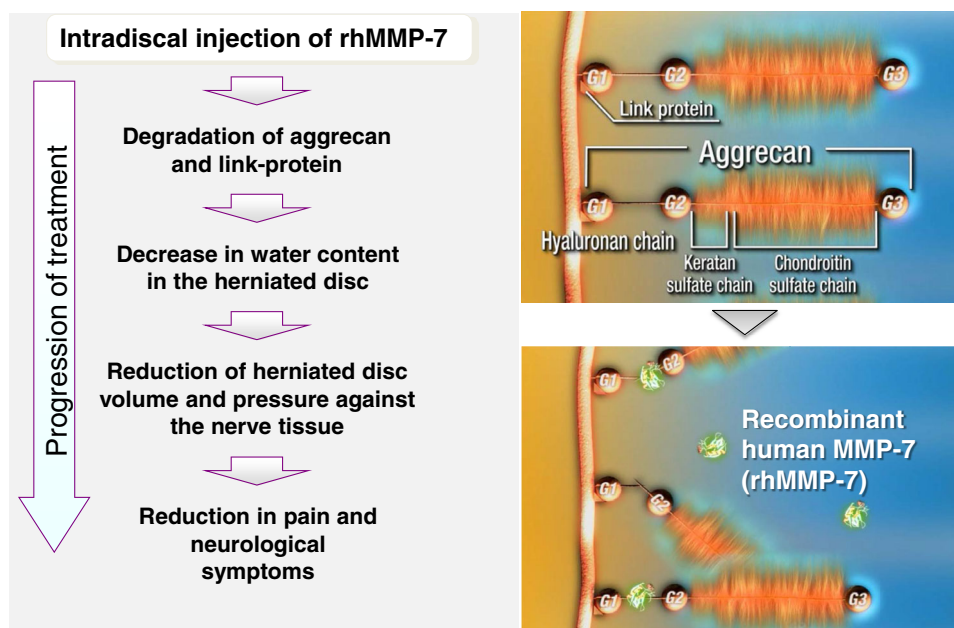 Intradiscal injection of rhMMP-7
Progression of treatment
Degradation of aggrecan
and link-protein
Decrease in water content
in the herniated disc
Reduction of herniated disc
volume and pressure against
the nerve tissue
Reduction in pain and
neurological
symptoms
G1 G2 G3
Link protein
Aggrecan
G1 G2 G3
Hyaluronan chain
Keratan
sulfate chain
Chondroitin
sulfate chain
G1 G2
Recombinant
human MMP-7
(rhMMP-7)
G1
G2
G1 G2 G3